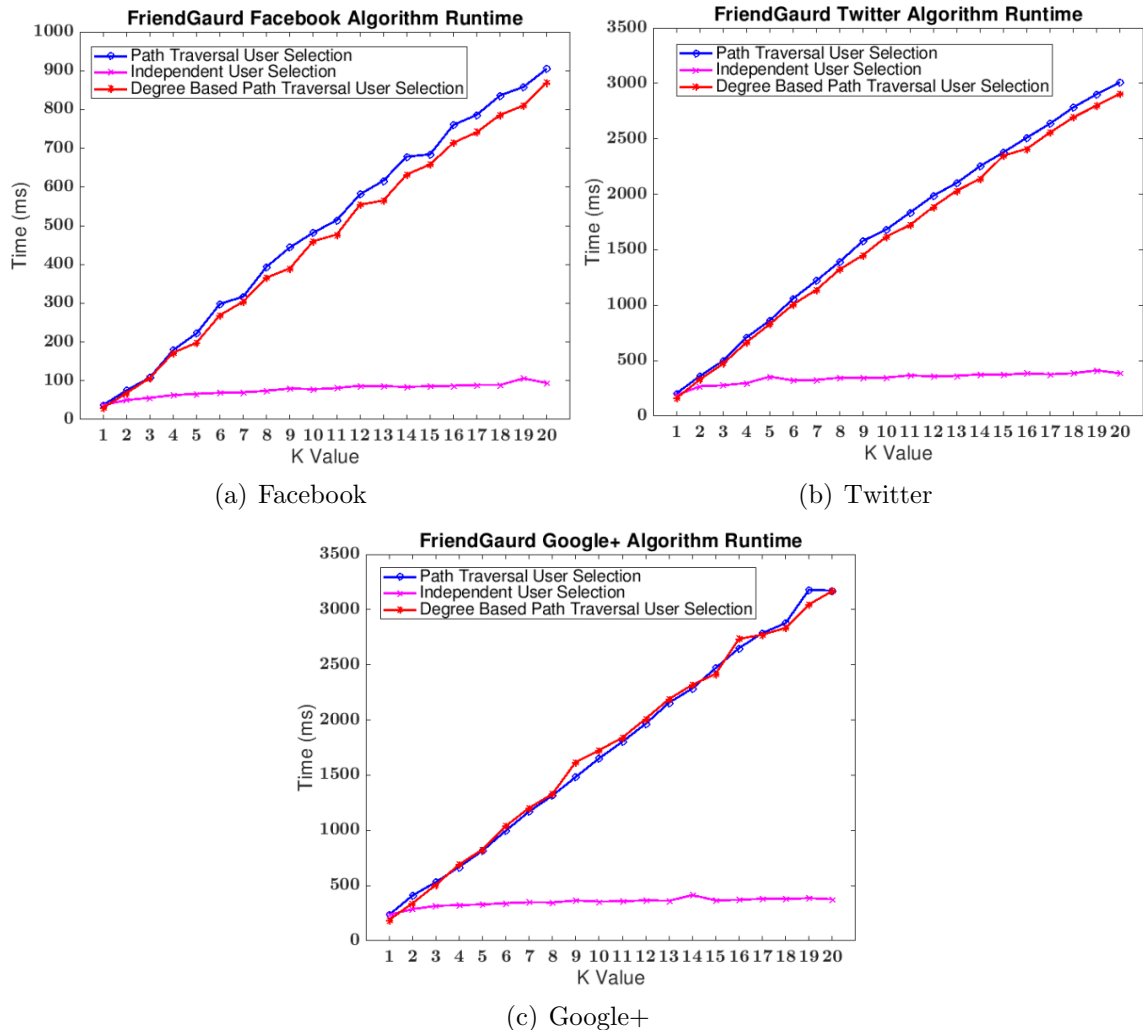 FriendGaurd Facebook Algorithm Runtime
1000
900
800
700
600
500
400
300
200
100
0
Time (ms)
Path Traversal User Selection
Independent User Selection
Degree Based Path Traversal User Selection
1 2 3 4 5 6 7 8 9 10 11 12 13 14 15 16 17 18 19 20
K Value
(a) Facebook
FriendGaurd Twitter Algorithm Runtime
3500
3000
2500
2000
1500
1000
500
0
Time (ms)
Path Traversal User Selection
Independent User Selection
Degree Based Path Traversal User Selection
1 2 3 4 5 6 7 8 9 10 11 12 13 14 15 16 17 18 19 20
K Value
(b) Twitter
FriendGaurd Google+ Algorithm Runtime
3500
3000
2500
2000
1500
1000
500
0
Time (ms)
Path Traversal User Selection
Independent User Selection
Degree Based Path Traversal User Selection
1 2 3 4 5 6 7 8 9 10 11 12 13 14 15 16 17 18 19 20
K Value
(c) Google+